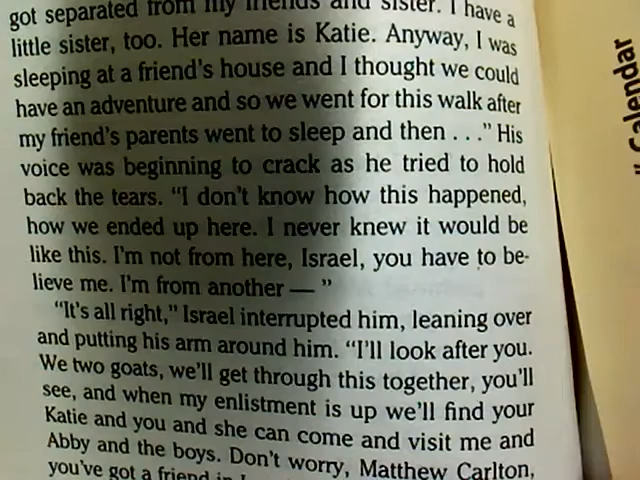 got separated from my friends and sister. I have a
little sister, too. Her name is Katie. Anyway, I was
sleeping at a friend's house and I thought we could
have an adventure and so we went for this walk after
my friend's parents went to sleep and then . . ." His
voice was beginning to crack as he tried to hold
back the tears. "I don't know how this happened,
how we ended up here. I never knew it would be
like this. I'm not from here, Israel, you have to be-
lieve me. I'm from another — "
"It's all right," Israel interrupted him, leaning over
and putting his arm around him. "I'll look after you.
We two goats, we'll get through this together, you'll
see, and when my enlistment is up we'll find your
Katie and you and she can come and visit me and
Abby and the boys. Don't worry, Matthew Carlton,
you've got a friend in
" Calendar